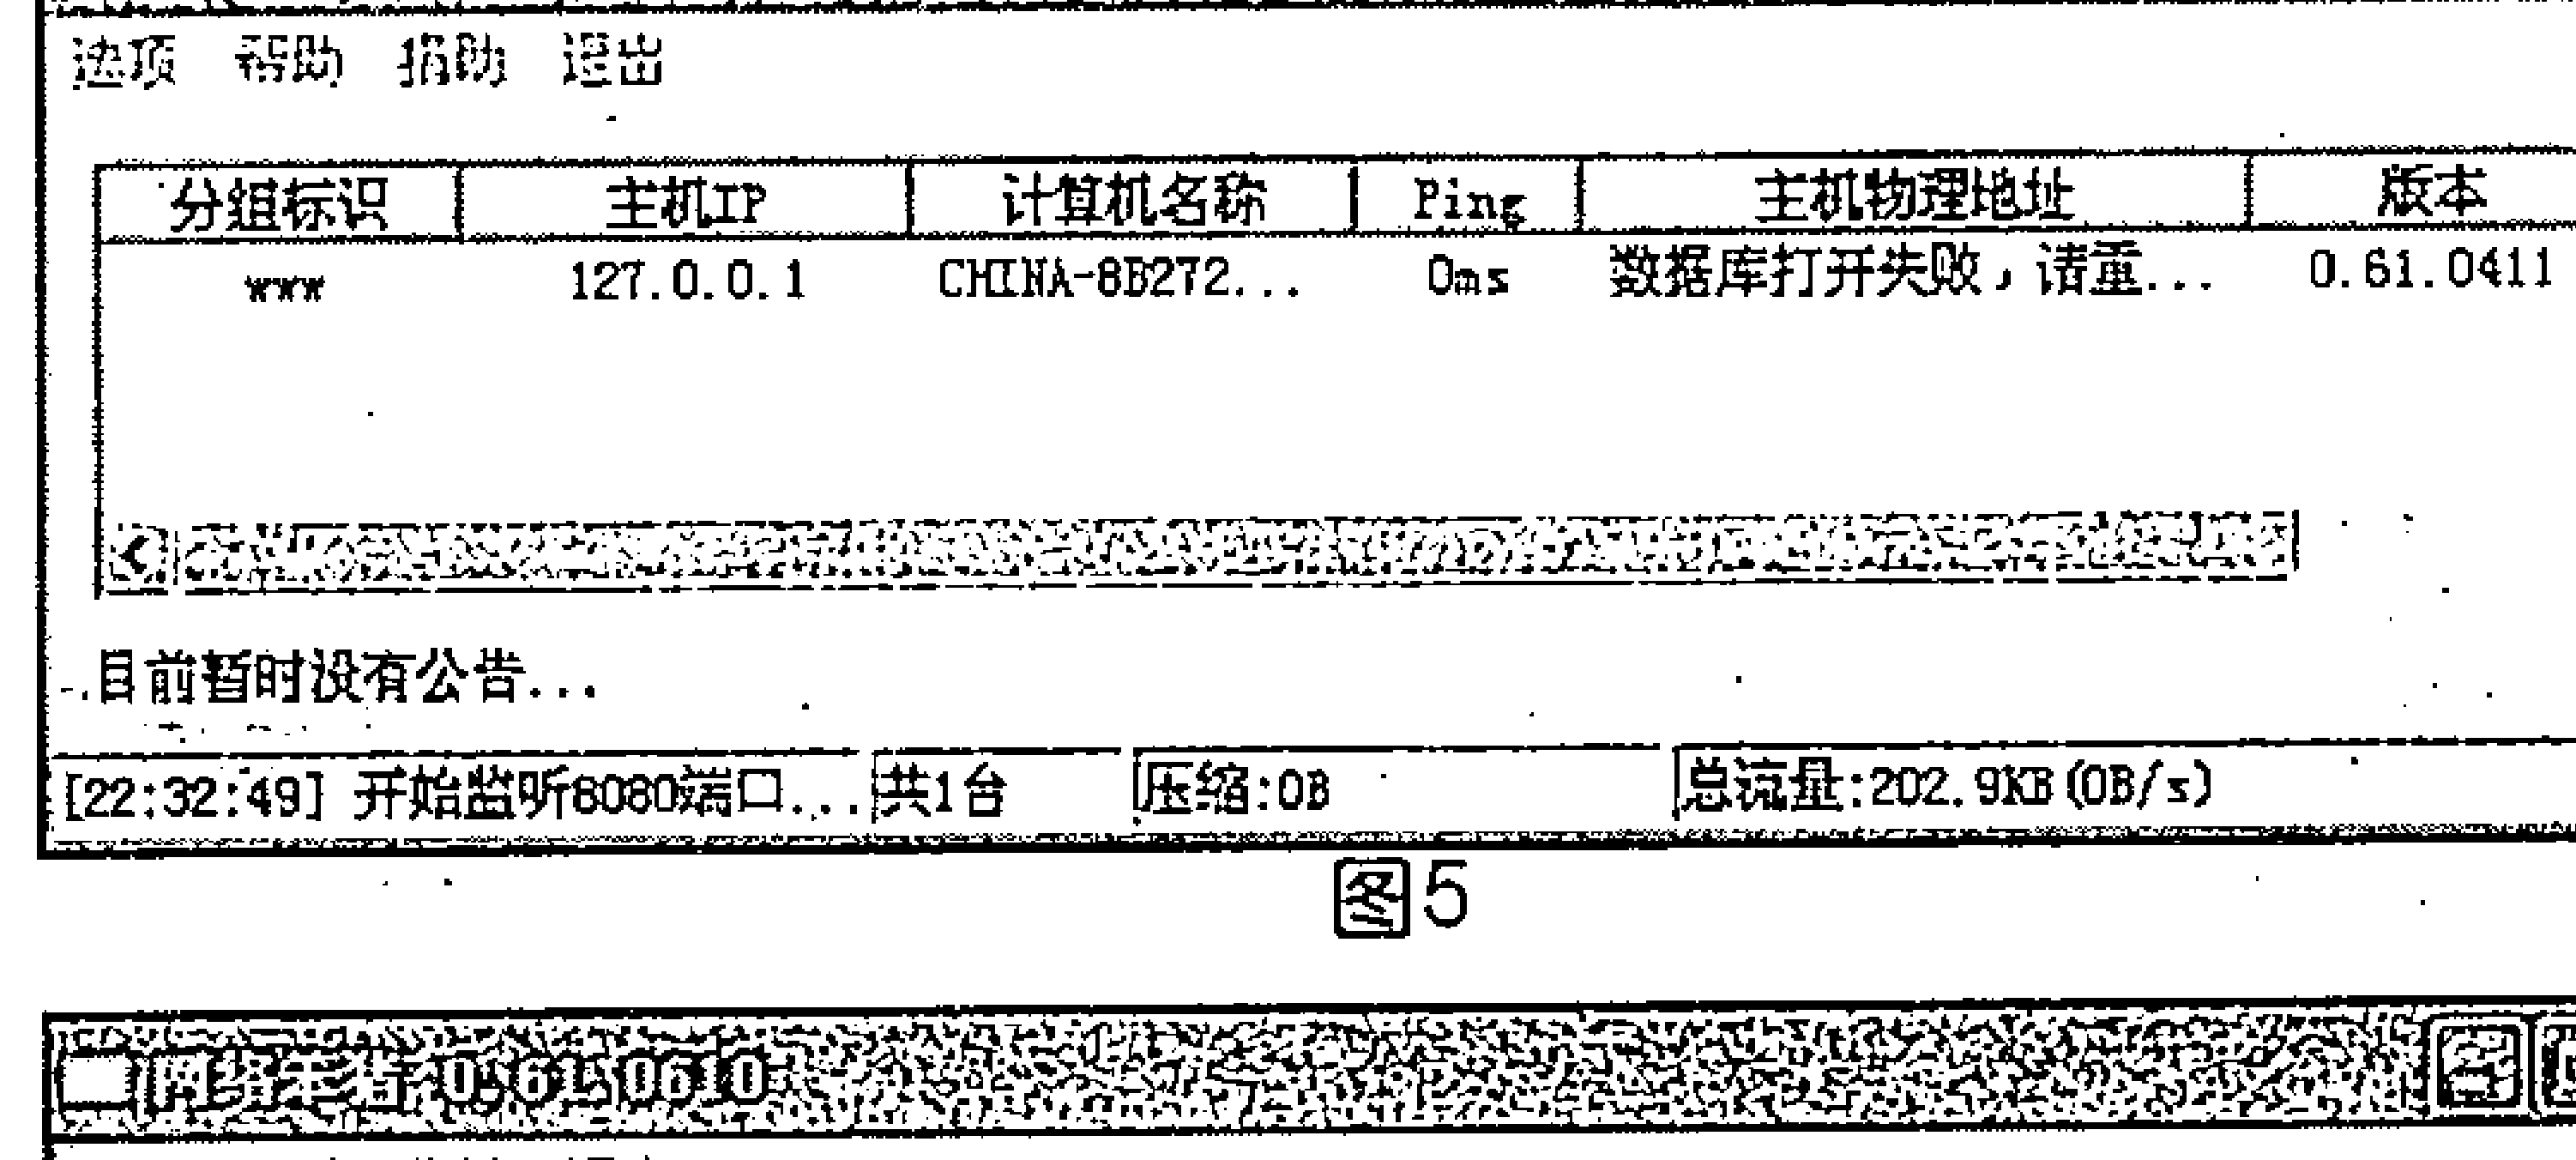 选项 帮助 捐助 退出
分组标识 主机IP 计算机名称 Ping 主机物理地址 版本
www 127.0.0.1 CHINA-8B272... 0ms 数据库打开失败，请重... 0.61.0411
目前暂时没有公告...
[22:32:49] 开始监听8080端口... 共1台 压缩:0B 总流量:202.9KB(0B/s)
图5
0.61.0610